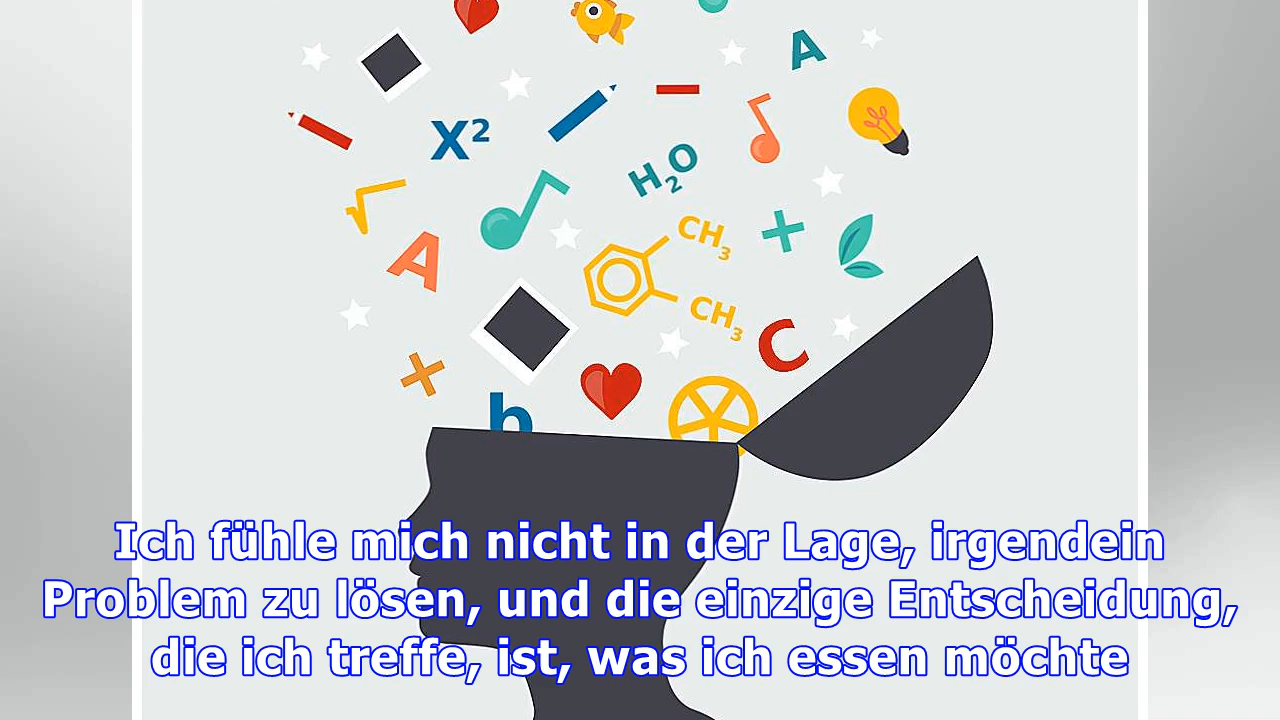 A
X²
H₂O
A
CH₃
CH₃
C
b
Ich fühle mich nicht in der Lage, irgendein
Problem zu lösen, und die einzige Entscheidung,
die ich treffe, ist, was ich essen möchte